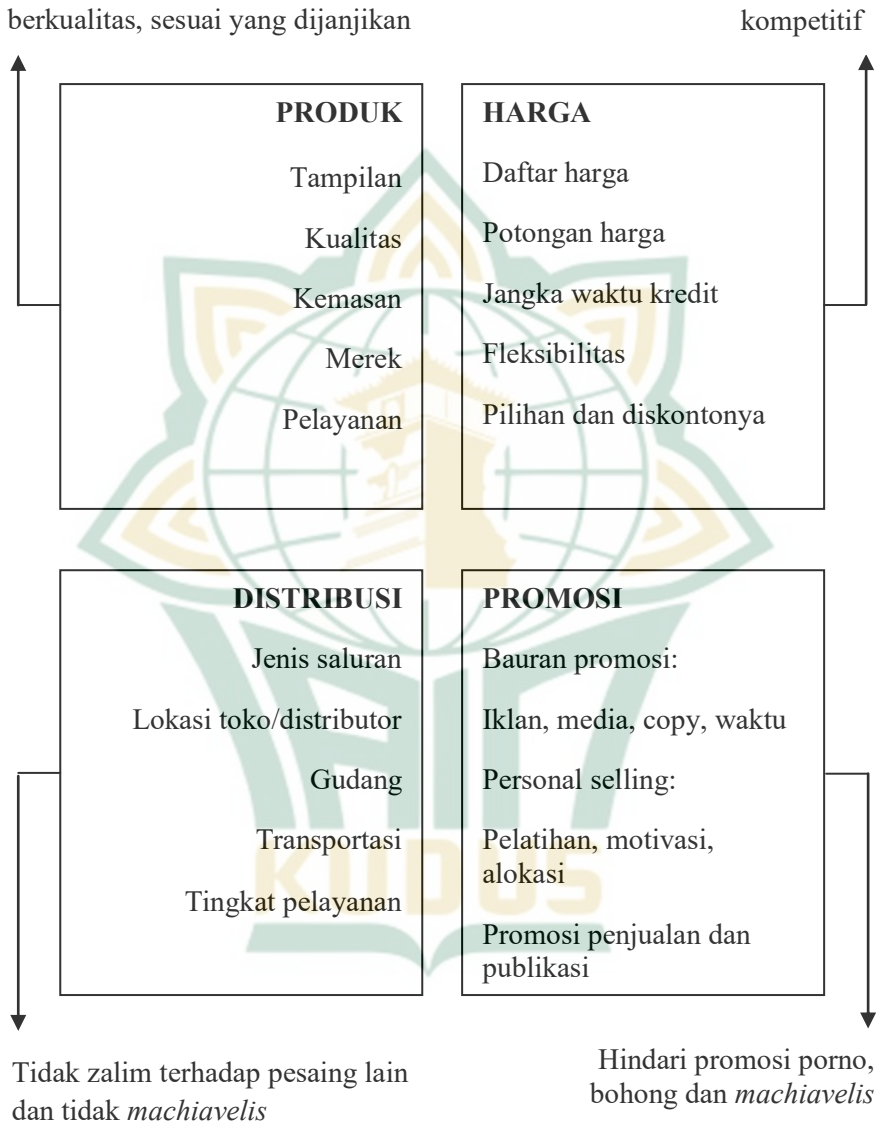 berkualitas, sesuai yang dijanjikan
kompetitif
PRODUK
Tampilan
Kualitas
Kemasan
Merek
Pelayanan
HARGA
Daftar harga
Potongan harga
Jangka waktu kredit
Fleksibilitas
Pilihan dan diskontonya
DISTRIBUSI
Jenis saluran
Lokasi toko/distributor
Gudang
Transportasi
Tingkat pelayanan
PROMOSI
Bauran promosi:
Iklan, media, copy, waktu
Personal selling:
Pelatihan, motivasi,
alokasi
Promosi penjualan dan
publikasi
Tidak zalim terhadap pesaing lain
dan tidak machiavelis
Hindari promosi porno,
bohong dan machiavelis
IAIN
KUDUS